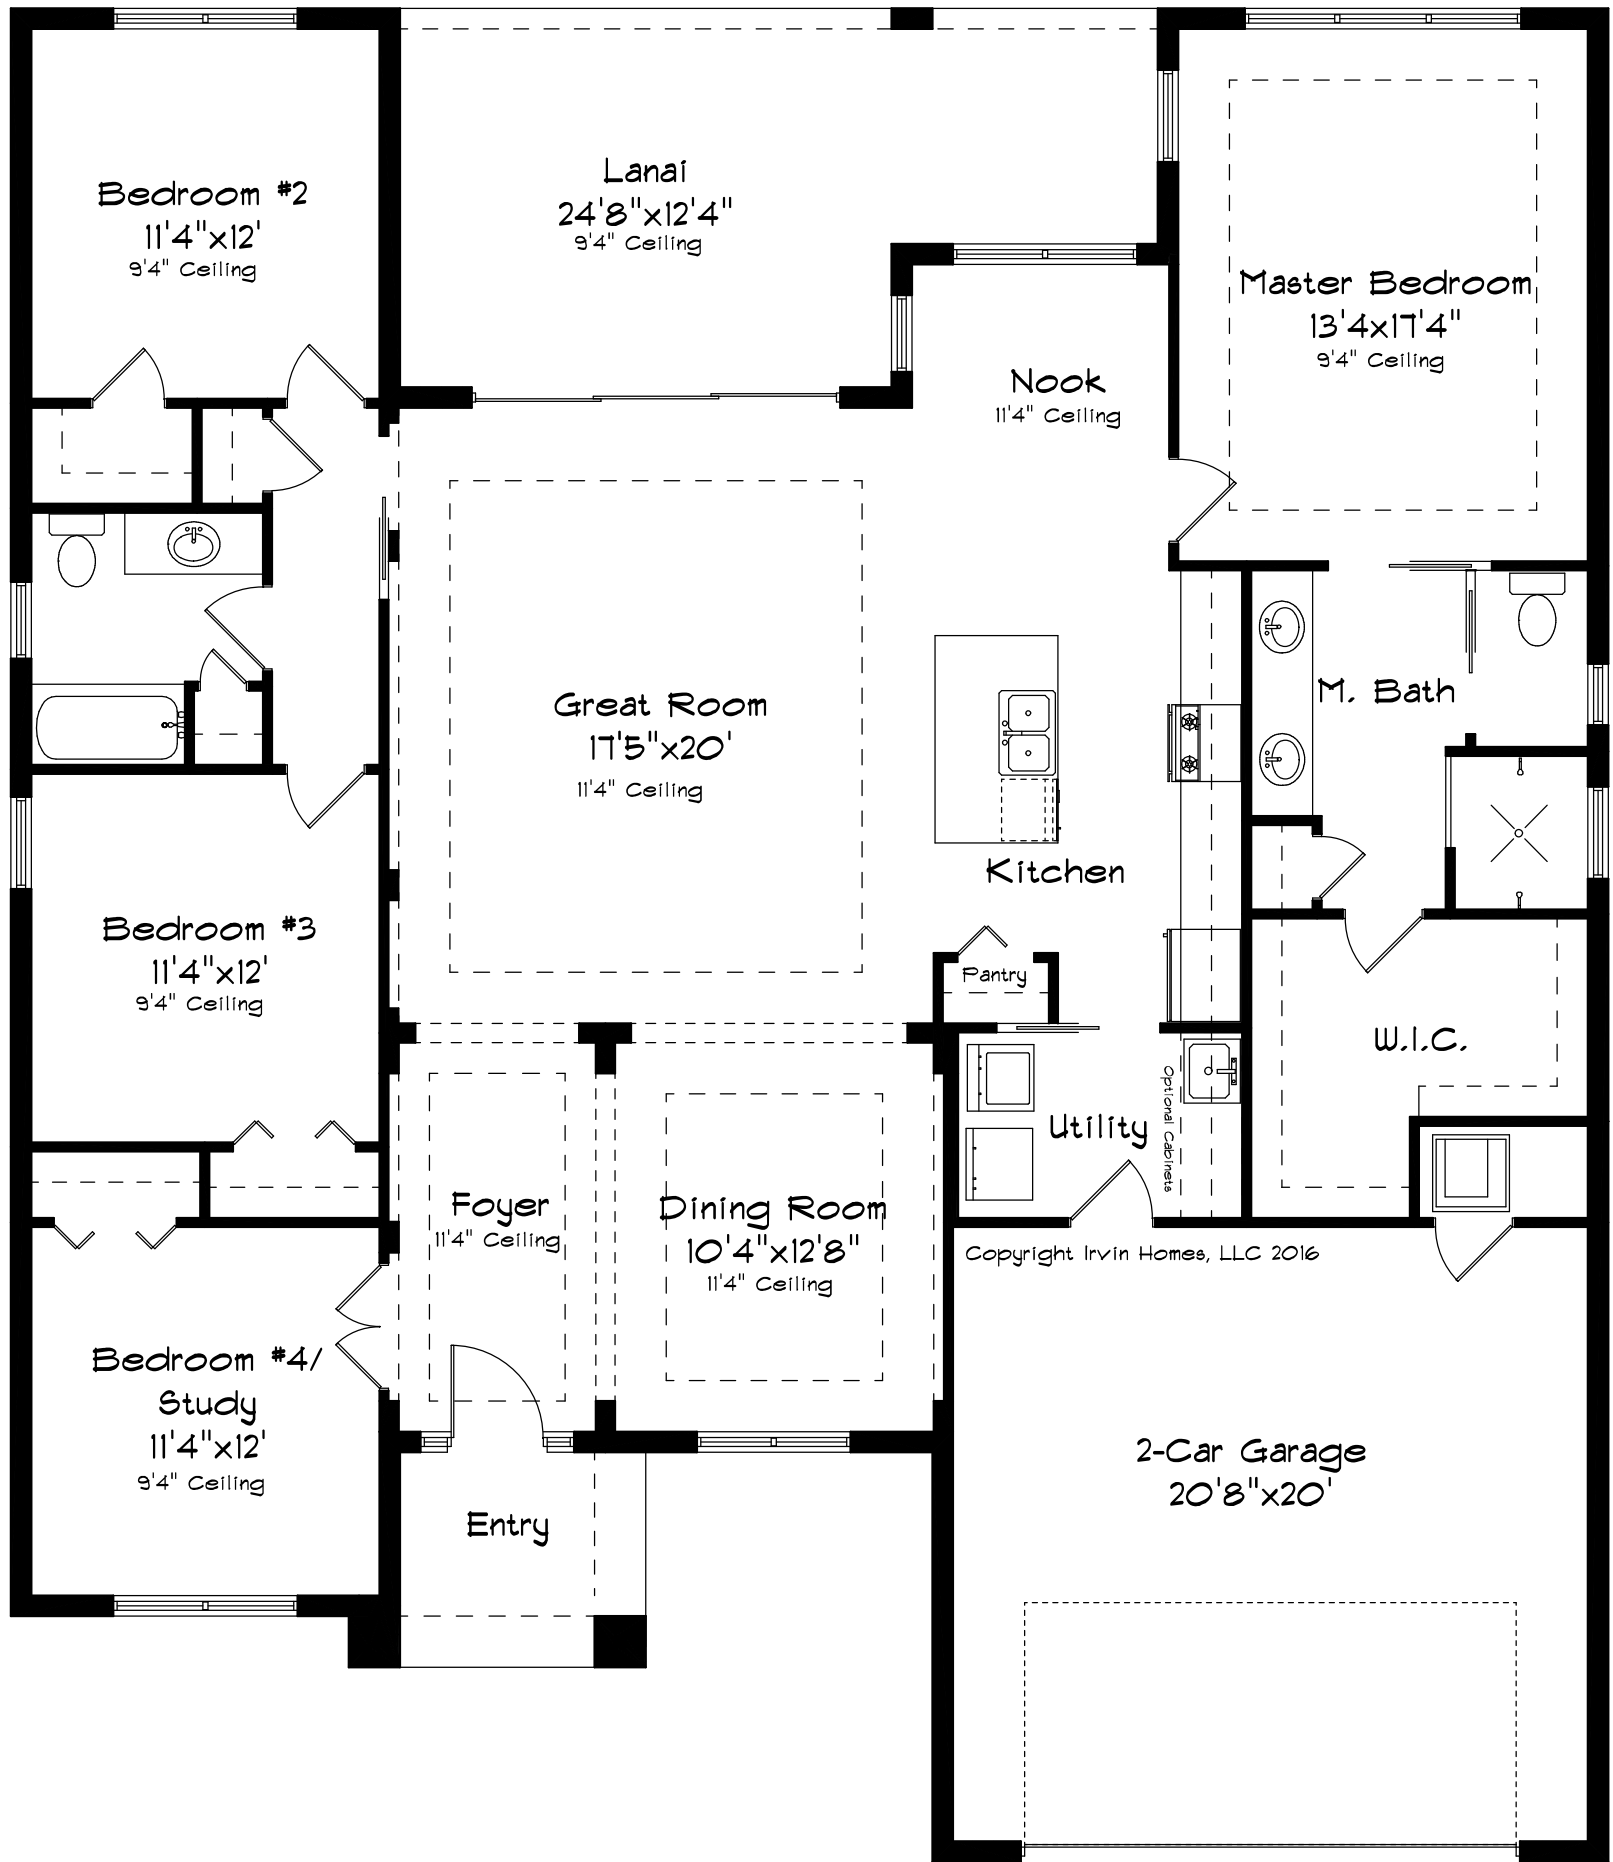 Lanai
24'8"x12'4"
9'4" Ceiling
Bedroom #2
11'4"x12'
9'4" Ceiling
Master Bedroom
13'4x17'4"
9'4" Ceiling
Nook
11'4" Ceiling
Great Room
17'5"x20'
11'4" Ceiling
M. Bath
Kitchen
Bedroom #3
11'4"x12'
9'4" Ceiling
Pantry
W.I.C.
Utility
Optional Cabinets
Foyer
11'4" Ceiling
Dining Room
10'4"x12'8"
11'4" Ceiling
Copyright Irvin Homes, LLC 2016
Bedroom #4/
Study
11'4"x12'
9'4" Ceiling
2-Car Garage
20'8"x20'
Entry